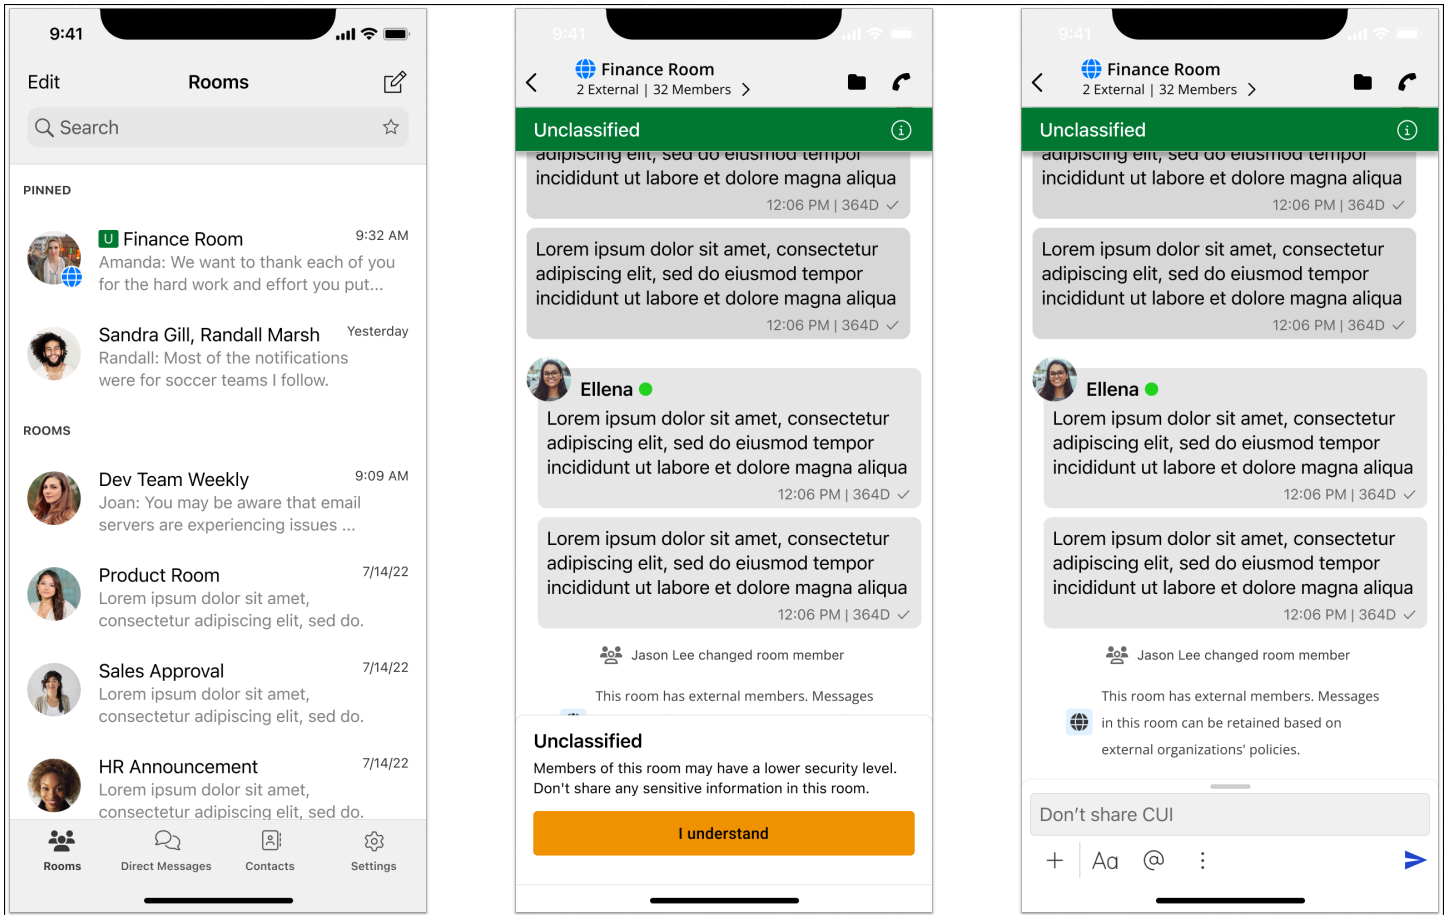 9:41
Edit
Rooms
Search
PINNED
U Finance Room
9:32 AM
Amanda: We want to thank each of you
for the hard work and effort you put...
Sandra Gill, Randall Marsh
Yesterday
Randall: Most of the notifications
were for soccer teams I follow.
ROOMS
Dev Team Weekly
9:09 AM
Joan: You may be aware that email
servers are experiencing issues ...
Product Room
7/14/22
Lorem ipsum dolor sit amet,
consectetur adipiscing elit, sed do.
Sales Approval
7/14/22
Lorem ipsum dolor sit amet,
consectetur adipiscing elit, sed do.
HR Announcement
7/14/22
Lorem ipsum dolor sit amet,
consectetur adipiscing elit, sed do.
Rooms
Direct Messages
Contacts
Settings
9:41
Finance Room
2 External | 32 Members
Unclassified
adipiscing elit, sed do eiusmod tempor
incididunt ut labore et dolore magna aliqua
12:06 PM | 364D
Lorem ipsum dolor sit amet, consectetur
adipiscing elit, sed do eiusmod tempor
incididunt ut labore et dolore magna aliqua
12:06 PM | 364D
Ellena
Lorem ipsum dolor sit amet, consectetur
adipiscing elit, sed do eiusmod tempor
incididunt ut labore et dolore magna aliqua
12:06 PM | 364D
Lorem ipsum dolor sit amet, consectetur
adipiscing elit, sed do eiusmod tempor
incididunt ut labore et dolore magna aliqua
12:06 PM | 364D
Jason Lee changed room member
This room has external members. Messages
Unclassified
Members of this room may have a lower security level.
Don't share any sensitive information in this room.
I understand
9:41
Finance Room
2 External | 32 Members
Unclassified
adipiscing elit, sed do eiusmod tempor
incididunt ut labore et dolore magna aliqua
12:06 PM | 364D
Lorem ipsum dolor sit amet, consectetur
adipiscing elit, sed do eiusmod tempor
incididunt ut labore et dolore magna aliqua
12:06 PM | 364D
Ellena
Lorem ipsum dolor sit amet, consectetur
adipiscing elit, sed do eiusmod tempor
incididunt ut labore et dolore magna aliqua
12:06 PM | 364D
Lorem ipsum dolor sit amet, consectetur
adipiscing elit, sed do eiusmod tempor
incididunt ut labore et dolore magna aliqua
12:06 PM | 364D
Jason Lee changed room member
This room has external members. Messages
in this room can be retained based on
external organizations' policies.
Don’t share CUI
Aa @